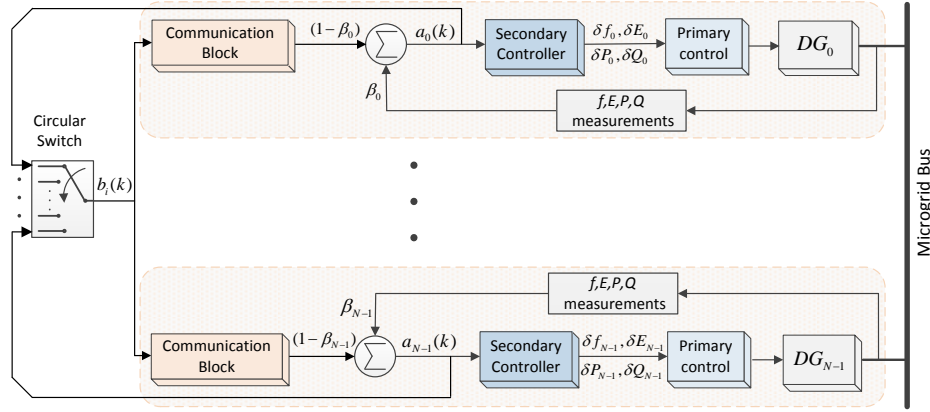 Communication
Block
(1−β₀)
∑
a₀(k)
Secondary
Controller
δf₀,δE₀
δP₀,δQ₀
Primary
control
DG₀
β₀
f,E,P,Q
measurements
Circular
Switch
bᵢ(k)
Microgrid Bus
f,E,P,Q
measurements
β_{N−1}
Communication
Block
(1−β_{N−1})
∑
a_{N−1}(k)
Secondary
Controller
δf_{N−1},δE_{N−1}
δP_{N−1},δQ_{N−1}
Primary
control
DG_{N−1}